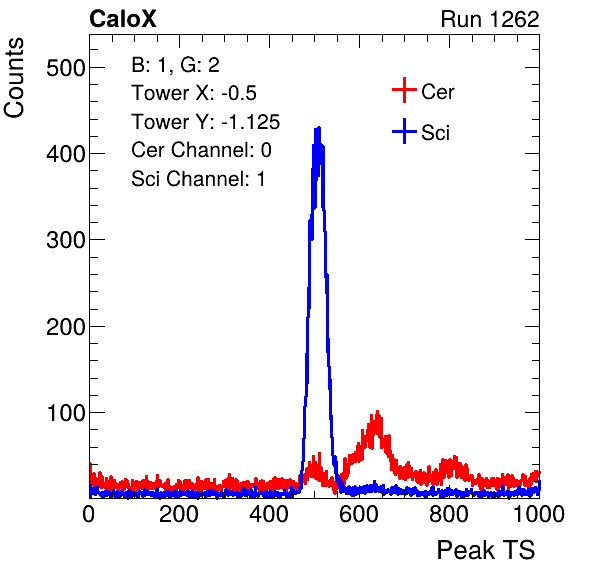 CaloX Run 1262
Counts
B: 1, G: 2
Tower X: -0.5
Tower Y: -1.125
Cer Channel: 0
Sci Channel: 1
Cer
Sci
500
400
300
200
100
0 200 400 600 800 1000
Peak TS